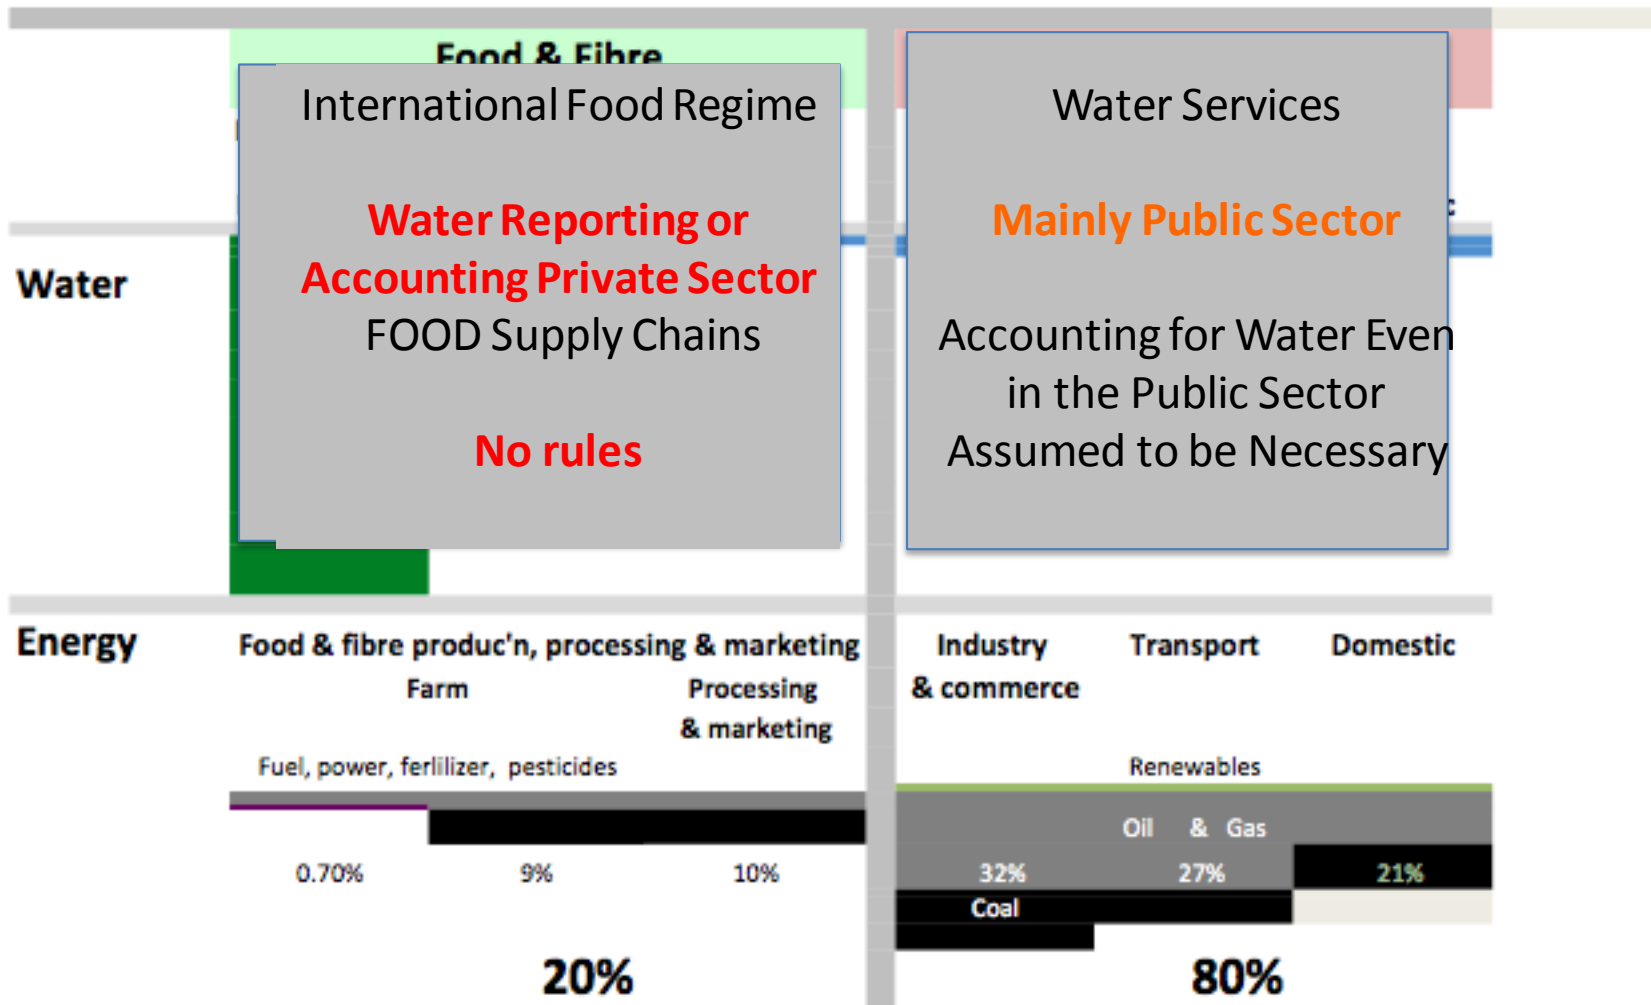 Food & Fibre
International Food Regime
Water Reporting or
Accounting Private Sector
FOOD Supply Chains
No rules
Water Services
Mainly Public Sector
Accounting for Water Even
in the Public Sector
Assumed to be Necessary
Water
Energy
Food & fibre produc'n, processing & marketing
Farm
Processing
& marketing
Fuel, power, ferlilizer, pesticides
0.70% 9% 10%
20%
Industry
& commerce
Transport
Domestic
Renewables
Oil & Gas
32% 27% 21%
Coal
80%